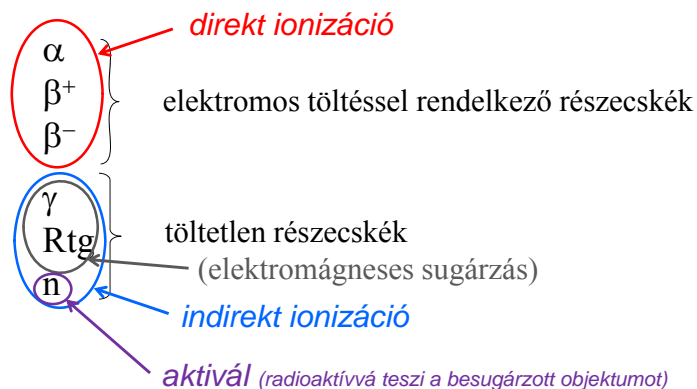 direkt ionizáció
α
β⁺
β⁻
elektromos töltéssel rendelkező részecskék
γ
Rtg
n
töltetlen részecskék
(elektromágneses sugárzás)
indirekt ionizáció
aktivál (radioaktívvá teszi a besugárzott objektumot)